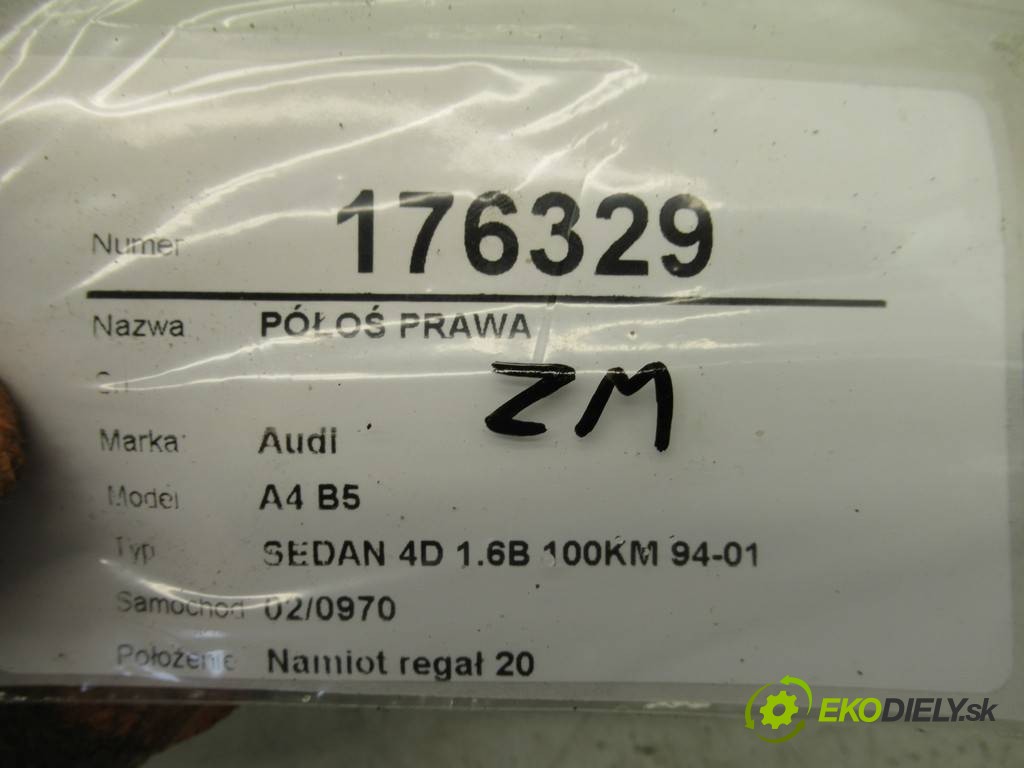 Numer 176329
Nazwa PÓŁOŚ PRAWA
ZM
Marka: Audi
Model A4 B5
Typ SEDAN 4D 1.6B 100KM 94-01
Samochod 02/0970
Położenie Namiot regał 20
EKODIELY.sk